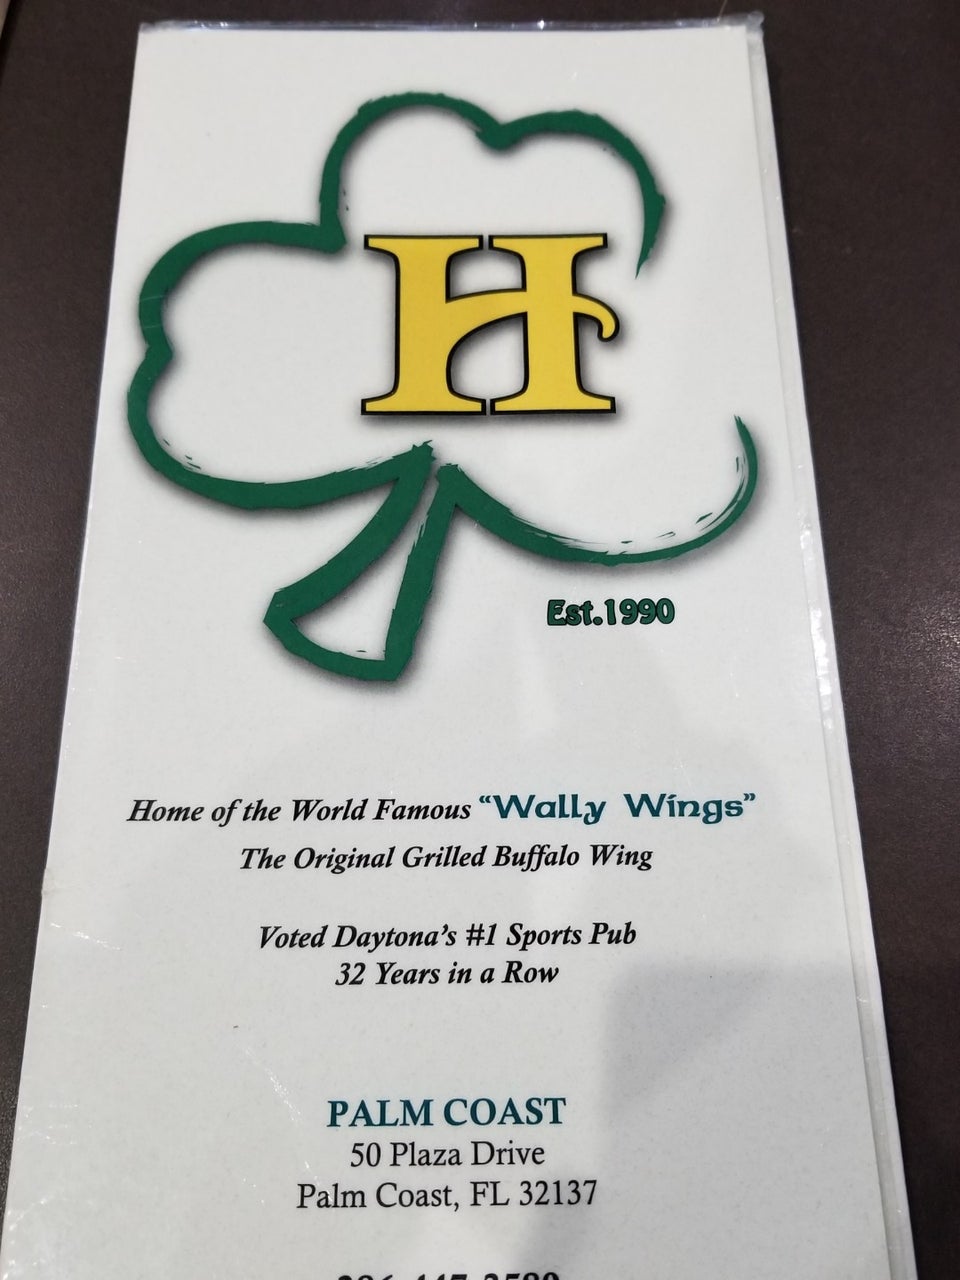 H
Est.1990
Home of the World Famous “Wally Wings”
The Original Grilled Buffalo Wing
Voted Daytona’s #1 Sports Pub
32 Years in a Row
PALM COAST
50 Plaza Drive
Palm Coast, FL 32137